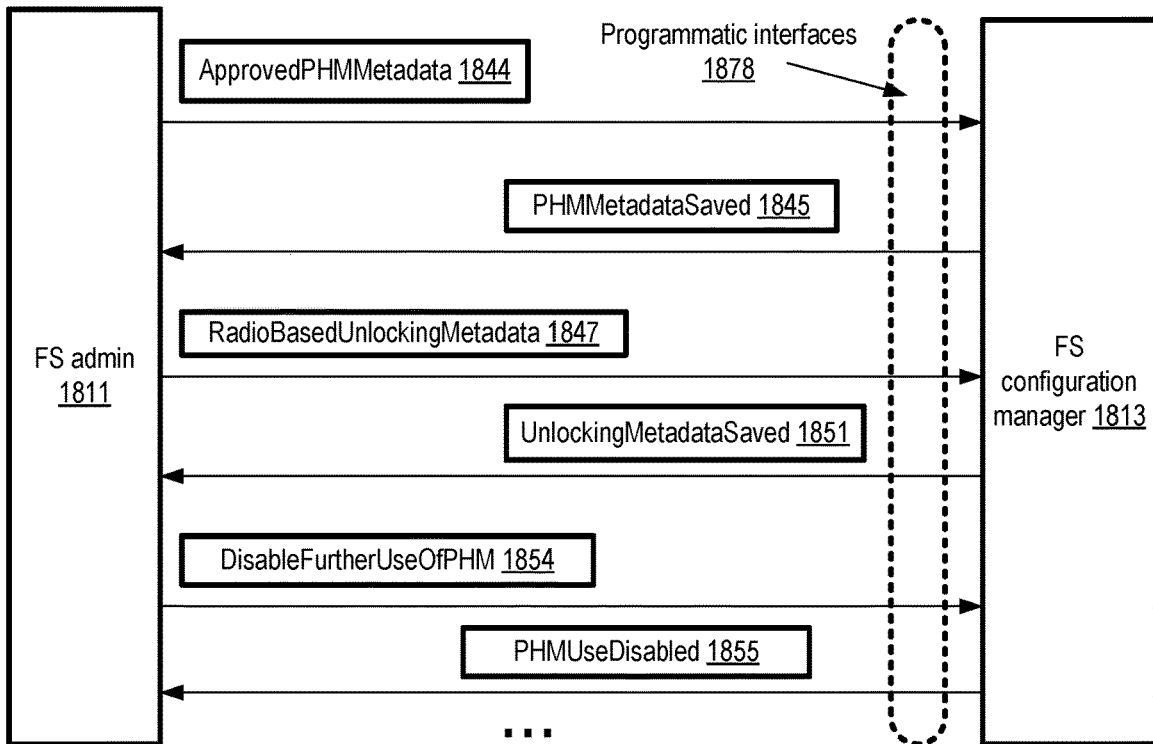 Programmatic interfaces
1878
ApprovedPHMMetadata 1844
PHMMetadataSaved 1845
RadioBasedUnlockingMetadata 1847
FS admin
1811
FS
configuration
manager 1813
UnlockingMetadataSaved 1851
DisableFurtherUseOfPHM 1854
PHMUseDisabled 1855
...